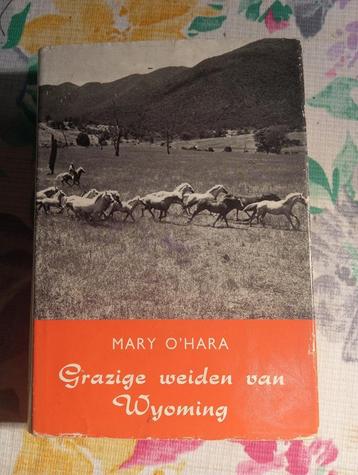 MARY O'HARA
Grazige weiden van
Wyoming